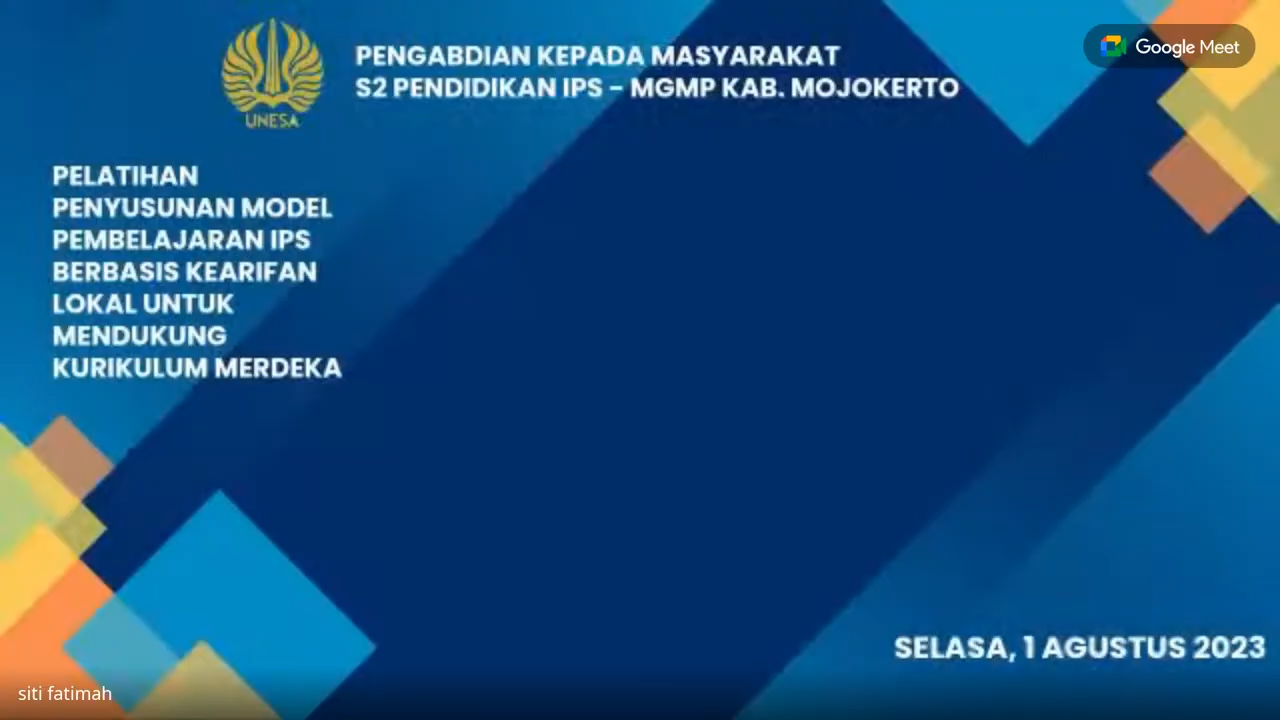 UNESA
PENGABDIAN KEPADA MASYARAKAT
S2 PENDIDIKAN IPS – MGMP KAB. MOJOKERTO
Google Meet
PELATIHAN
PENYUSUNAN MODEL
PEMBELAJARAN IPS
BERBASIS KEARIFAN
LOKAL UNTUK
MENDUKUNG
KURIKULUM MERDEKA
SELASA, 1 AGUSTUS 2023
siti fatimah